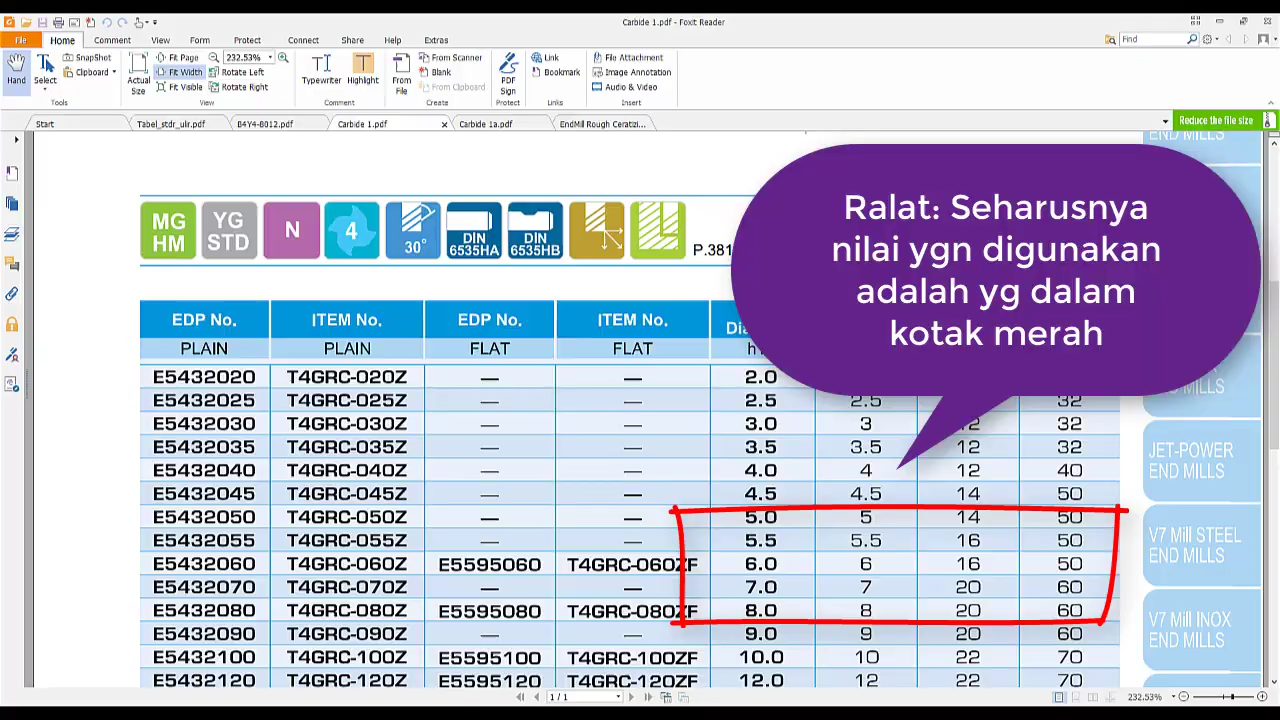 Carbide 1.pdf - Foxit Reader
File Home Comment View Form Protect Connect Share Help Extras
Find
Hand
Select
SnapShot
Clipboard
Tools
Actual Size
Fit Page
Fit Width
Fit Visible
232.53%
Rotate Left
Rotate Right
View
Typewriter
Highlight
Comment
From File
From Scanner
Blank
From Clipboard
Create
PDF Sign
Protect
Link
Bookmark
Links
File Attachment
Image Annotation
Audio & Video
Insert
Start Tabel_stdr_ulir.pdf B4Y4-B012.pdf Carbide 1.pdf Carbide 1a.pdf EndMill Rough Ceratizi...
Reduce the file size
END MILLS
MG HM
YG STD
N
4
30°
DIN 6535HA
DIN 6535HB
P.381
Ralat: Seharusnya
nilai ygn digunakan
adalah yg dalam
kotak merah
EDP No. ITEM No. EDP No. ITEM No.
PLAIN PLAIN FLAT FLAT
E5432020 T4GRC-020Z — — 2.0
E5432025 T4GRC-025Z — — 2.5 2.5 32
E5432030 T4GRC-030Z — — 3.0 3 12 32
E5432035 T4GRC-035Z — — 3.5 3.5 12 32
E5432040 T4GRC-040Z — — 4.0 4 12 40
E5432045 T4GRC-045Z — — 4.5 4.5 14 50
E5432050 T4GRC-050Z — — 5.0 5 14 50
E5432055 T4GRC-055Z — — 5.5 5.5 16 50
E5432060 T4GRC-060Z E5595060 T4GRC-060ZF 6.0 6 16 50
E5432070 T4GRC-070Z — — 7.0 7 20 60
E5432080 T4GRC-080Z E5595080 T4GRC-080ZF 8.0 8 20 60
E5432090 T4GRC-090Z — — 9.0 9 20 60
E5432100 T4GRC-100Z E5595100 T4GRC-100ZF 10.0 10 22 70
E5432120 T4GRC-120Z E5595120 T4GRC-120ZF 12.0 12 22 70
JET-POWER
END MILLS
V7 Mill STEEL
END MILLS
V7 Mill INOX
END MILLS
1 / 1
232.53%